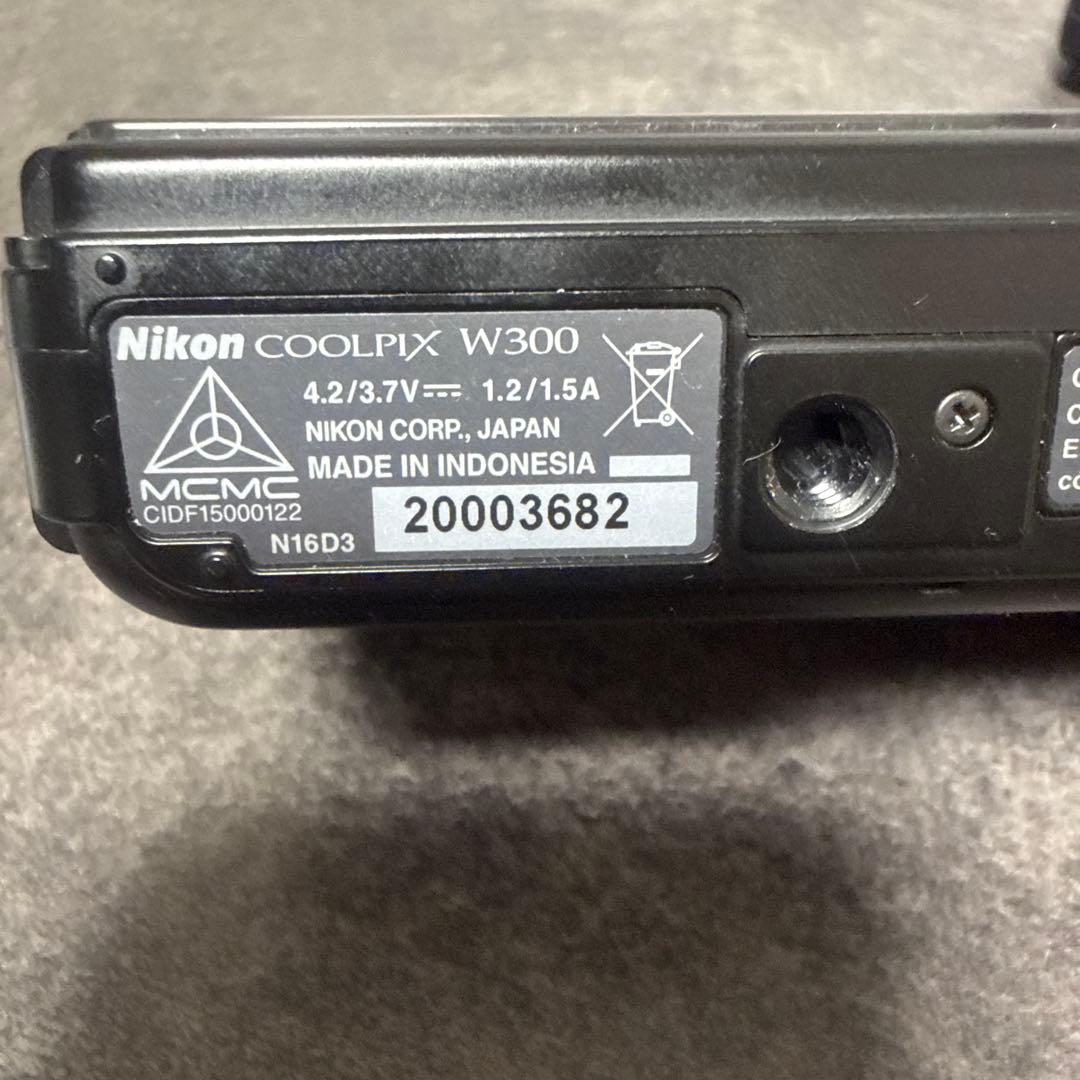 Nikon COOLPIX W300
4.2/3.7V⎓ 1.2/1.5A
NIKON CORP., JAPAN
MADE IN INDONESIA
MCMC
CIDF15000122
N16D3
20003682